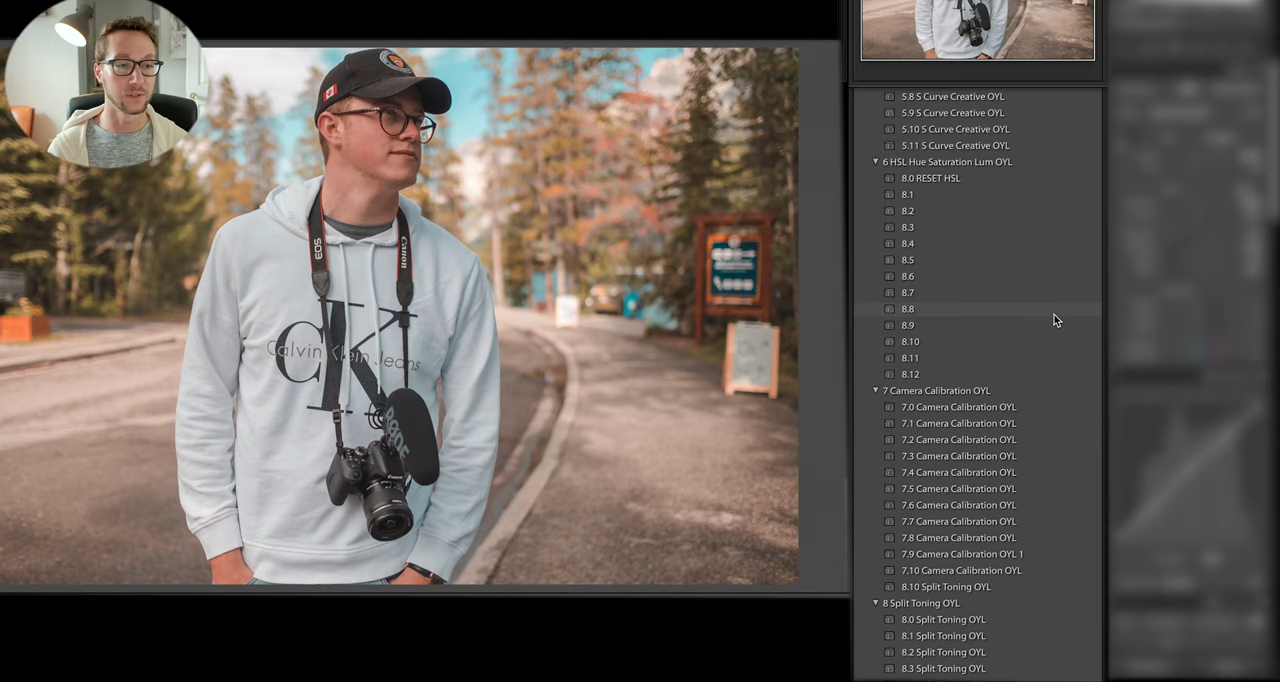 EOS
Canon
CK
Calvin Klein Jeans
RODE
Canon
5.8 S Curve Creative OYL
5.9 S Curve Creative OYL
5.10 S Curve Creative OYL
5.11 S Curve Creative OYL
6 HSL Hue Saturation Lum OYL
8.0 RESET HSL
8.1
8.2
8.3
8.4
8.5
8.6
8.7
8.8
8.9
8.10
8.11
8.12
7 Camera Calibration OYL
7.0 Camera Calibration OYL
7.1 Camera Calibration OYL
7.2 Camera Calibration OYL
7.3 Camera Calibration OYL
7.4 Camera Calibration OYL
7.5 Camera Calibration OYL
7.6 Camera Calibration OYL
7.7 Camera Calibration OYL
7.8 Camera Calibration OYL
7.9 Camera Calibration OYL 1
7.10 Camera Calibration OYL
8.10 Split Toning OYL
8 Split Toning OYL
8.0 Split Toning OYL
8.1 Split Toning OYL
8.2 Split Toning OYL
8.3 Split Toning OYL